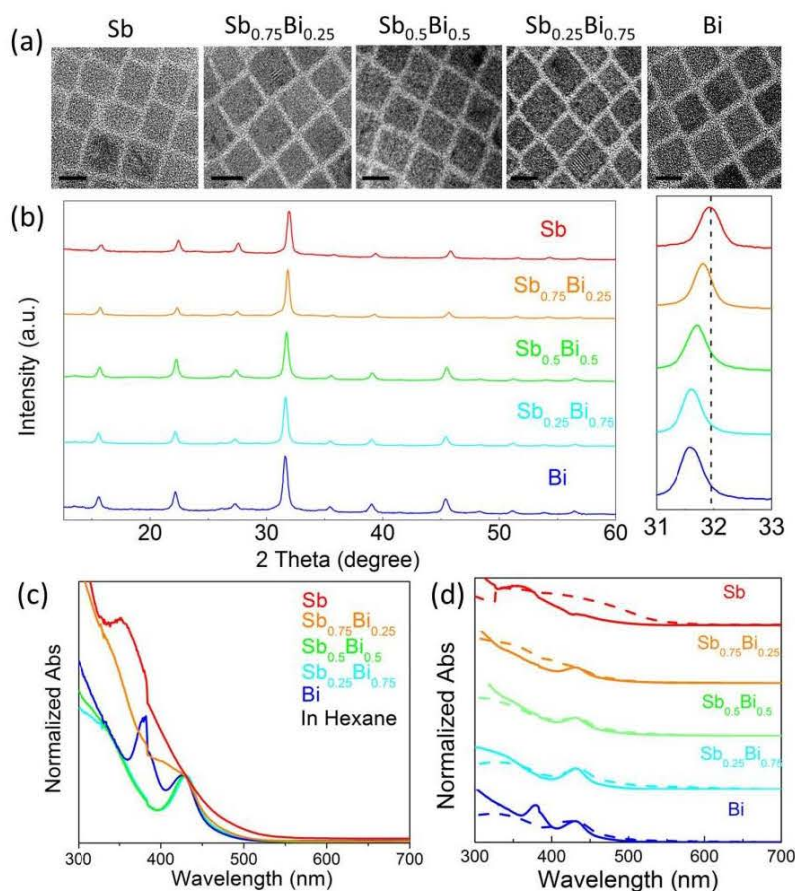 (a) Sb Sb0.75Bi0.25 Sb0.5Bi0.5 Sb0.25Bi0.75 Bi
(b)
Intensity (a.u.)
Sb
Sb0.75Bi0.25
Sb0.5Bi0.5
Sb0.25Bi0.75
Bi
20 30 40 50 60
2 Theta (degree)
31 32 33
(c)
Normalized Abs
Sb
Sb0.75Bi0.25
Sb0.5Bi0.5
Sb0.25Bi0.75
Bi
In Hexane
300 400 500 600 700
Wavelength (nm)
(d)
Normalized Abs
Sb
Sb0.75Bi0.25
Sb0.5Bi0.5
Sb0.25Bi0.75
Bi
300 400 500 600 700
Wavelength (nm)